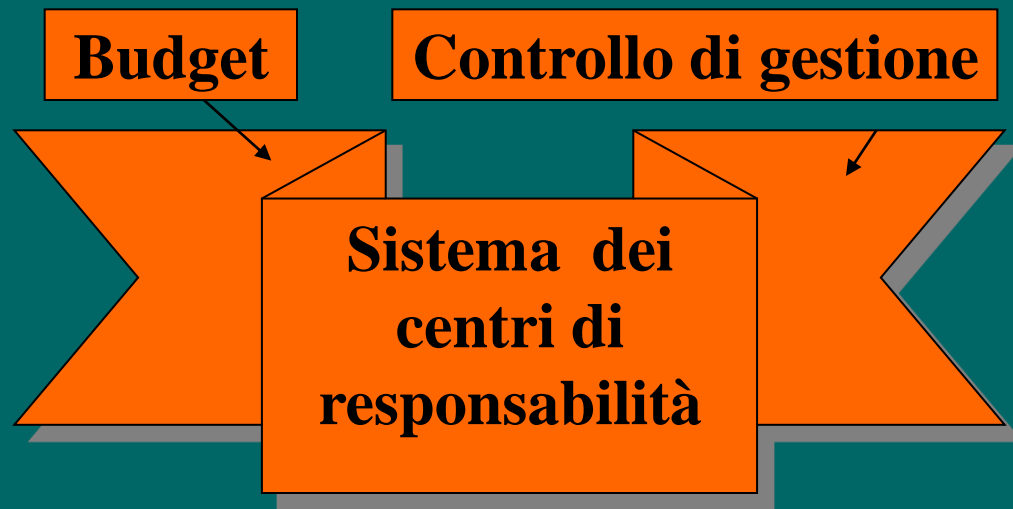 Budget
Controllo di gestione
Sistema dei
centri di
responsabilità